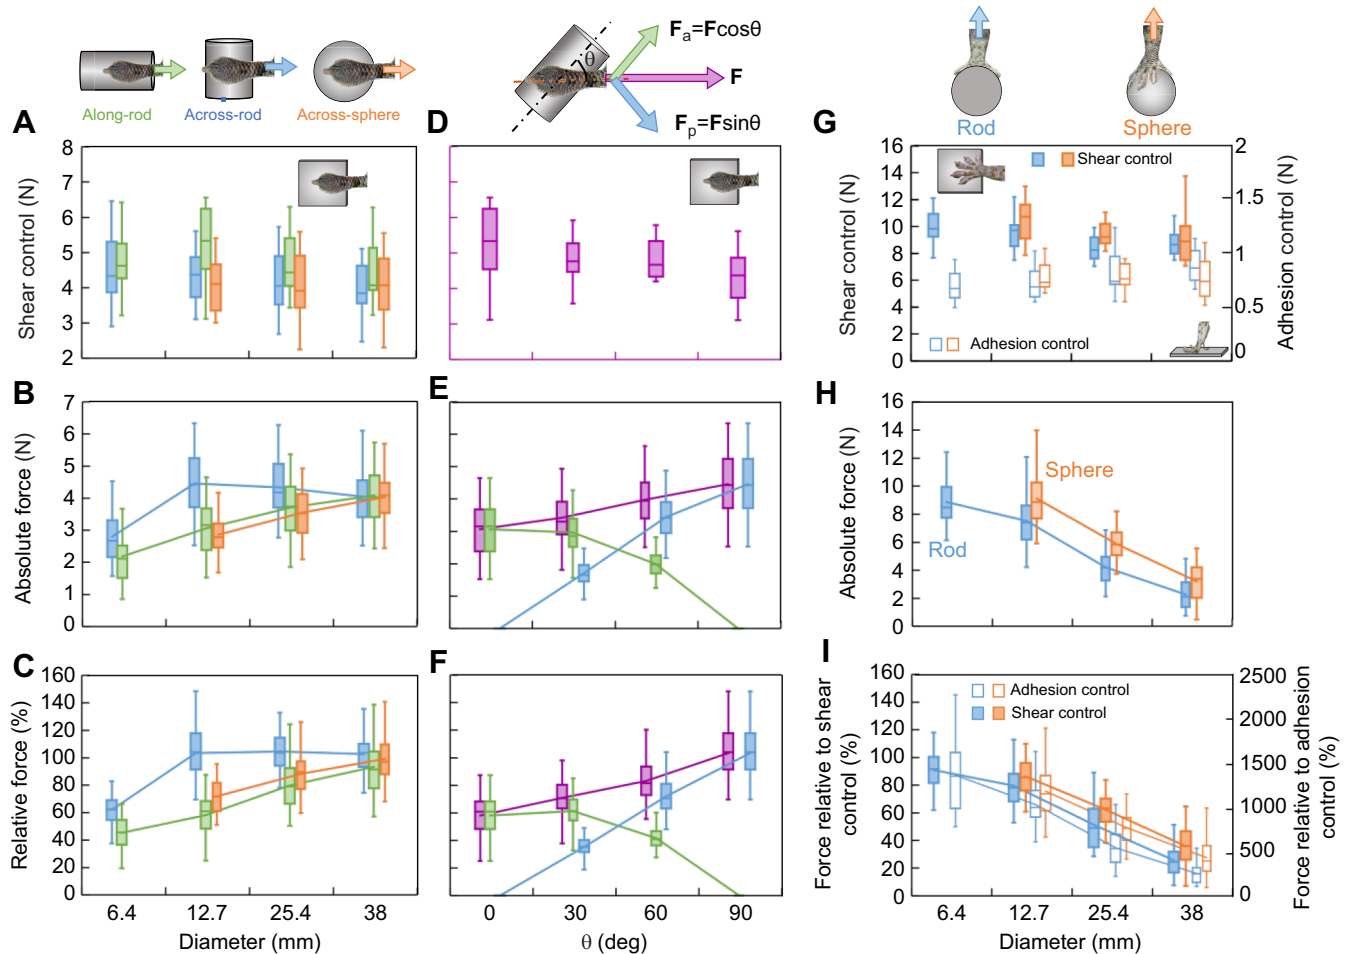 Along-rod
Across-rod
Across-sphere
F_a=Fcosθ
θ
F
F_p=Fsinθ
Rod
Sphere
A
Shear control (N)
8
7
6
5
4
3
2
D
G
Shear control (N)
16
14
12
10
8
6
4
2
0
Shear control
Adhesion control
2
1.5
1
0.5
0
Adhesion control (N)
B
Absolute force (N)
7
6
5
4
3
2
1
0
E
H
Absolute force (N)
16
14
12
10
8
6
4
2
0
Sphere
Rod
C
Relative force (%)
160
140
120
100
80
60
40
20
0
6.4
12.7
25.4
38
Diameter (mm)
F
0
30
60
90
θ (deg)
I
Force relative to shear
control (%)
160
140
120
100
80
60
40
20
0
Adhesion control
Shear control
2500
2000
1500
1000
500
0
Force relative to adhesion
control (%)
6.4
12.7
25.4
38
Diameter (mm)